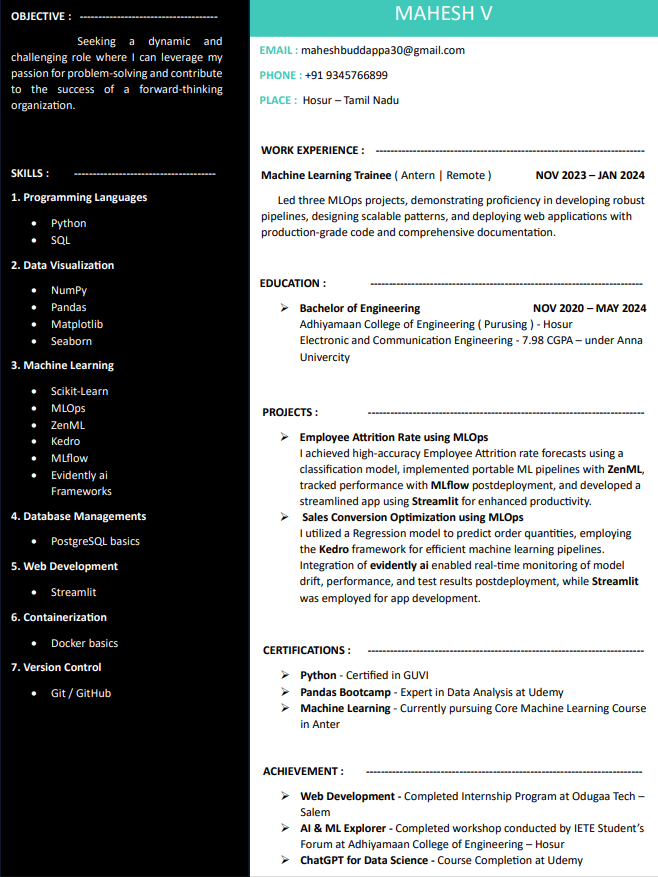 OBJECTIVE : ------------------------------------
Seeking a dynamic and
challenging role where I can leverage my
passion for problem-solving and contribute
to the success of a forward-thinking
organization.
SKILLS : ------------------------------------
1. Programming Languages
• Python
• SQL
2. Data Visualization
• NumPy
• Pandas
• Matplotlib
• Seaborn
3. Machine Learning
• Scikit-Learn
• MLOps
• ZenML
• Kedro
• MLflow
• Evidently ai
Frameworks
4. Database Managements
• PostgreSQL basics
5. Web Development
• Streamlit
6. Containerization
• Docker basics
7. Version Control
• Git / GitHub
MAHESH V
EMAIL : maheshbuddappa30@gmail.com
PHONE : +91 9345766899
PLACE : Hosur – Tamil Nadu
WORK EXPERIENCE : --------------------------------------------------------------------
Machine Learning Trainee ( Antern | Remote ) NOV 2023 – JAN 2024
Led three MLOps projects, demonstrating proficiency in developing robust
pipelines, designing scalable patterns, and deploying web applications with
production-grade code and comprehensive documentation.
EDUCATION : --------------------------------------------------------------------
➢ Bachelor of Engineering NOV 2020 – MAY 2024
Adhiyamaan College of Engineering ( Purusing ) - Hosur
Electronic and Communication Engineering - 7.98 CGPA – under Anna
Univercity
PROJECTS : --------------------------------------------------------------------
➢ Employee Attrition Rate using MLOps
I achieved high-accuracy Employee Attrition rate forecasts using a
classification model, implemented portable ML pipelines with ZenML,
tracked performance with MLflow postdeployment, and developed a
streamlined app using Streamlit for enhanced productivity.
➢ Sales Conversion Optimization using MLOps
I utilized a Regression model to predict order quantities, employing
the Kedro framework for efficient machine learning pipelines.
Integration of evidently ai enabled real-time monitoring of model
drift, performance, and test results postdeployment, while Streamlit
was employed for app development.
CERTIFICATIONS : --------------------------------------------------------------------
➢ Python - Certified in GUVI
➢ Pandas Bootcamp - Expert in Data Analysis at Udemy
➢ Machine Learning - Currently pursuing Core Machine Learning Course
in Anter
ACHIEVEMENT : --------------------------------------------------------------------
➢ Web Development - Completed Internship Program at Odugaa Tech –
Salem
➢ AI & ML Explorer - Completed workshop conducted by IETE Student's
Forum at Adhiyamaan College of Engineering – Hosur
➢ ChatGPT for Data Science - Course Completion at Udemy